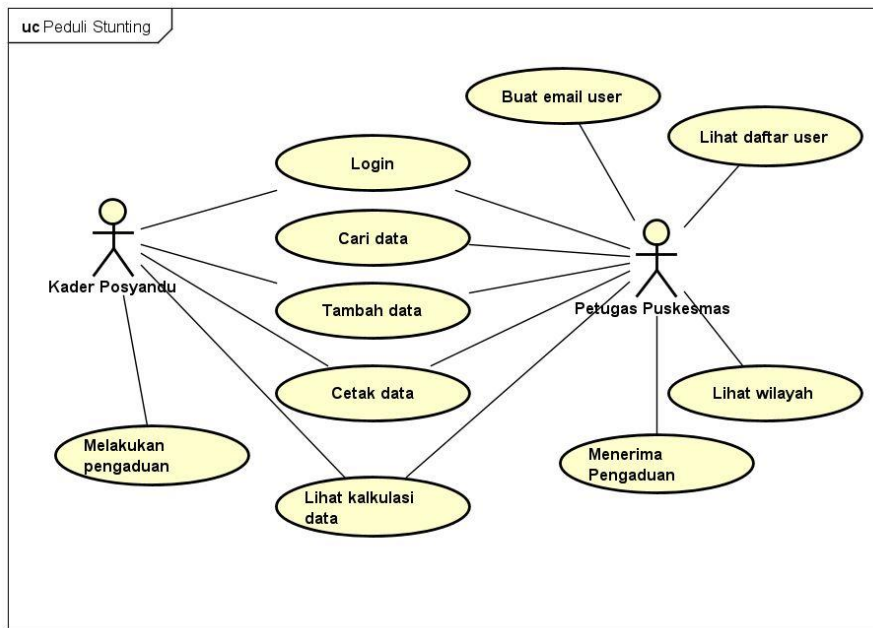 uc Peduli Stunting
Buat email user
Lihat daftar user
Login
Cari data
Kader Posyandu
Tambah data
Petugas Puskesmas
Cetak data
Lihat wilayah
Melakukan
pengaduan
Menerima
Pengaduan
Lihat kalkulasi
data